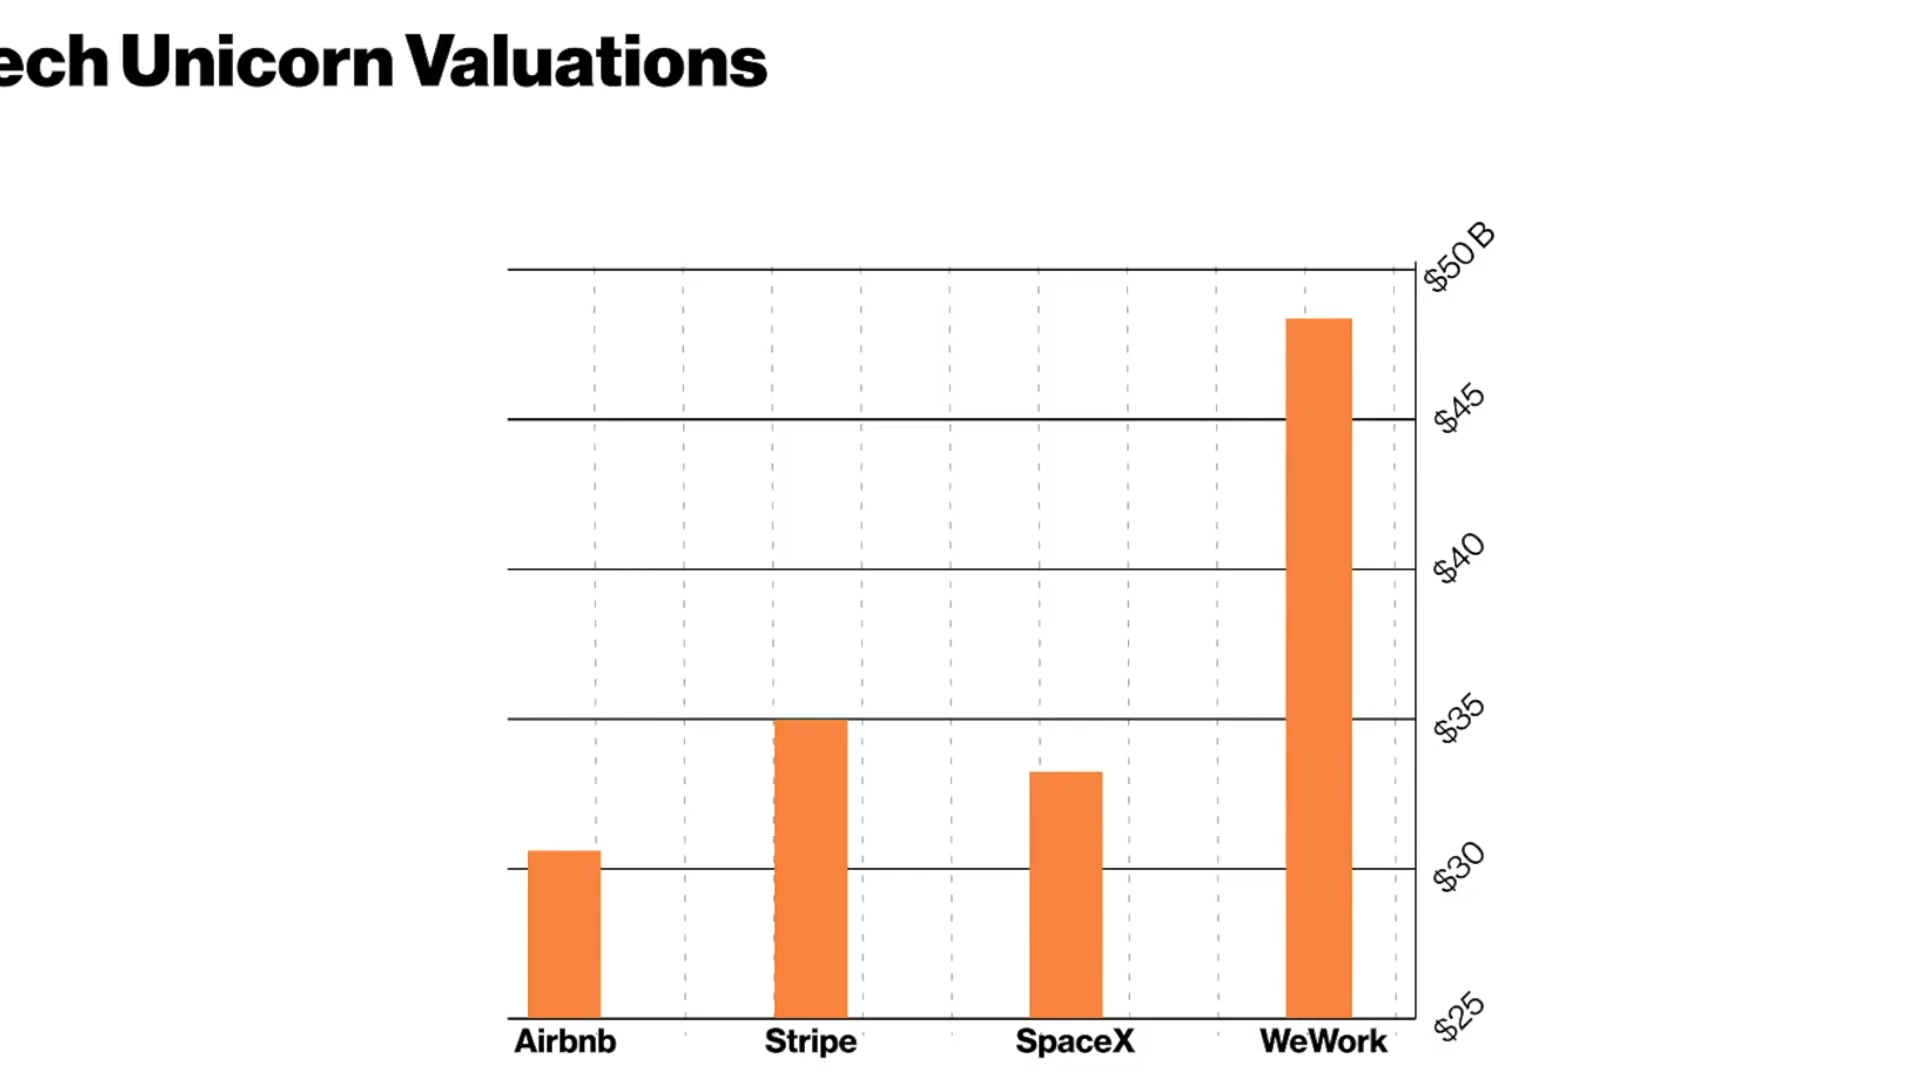 ech Unicorn Valuations
$50 B
$45
$40
$35
$30
$25
Airbnb Stripe SpaceX WeWork